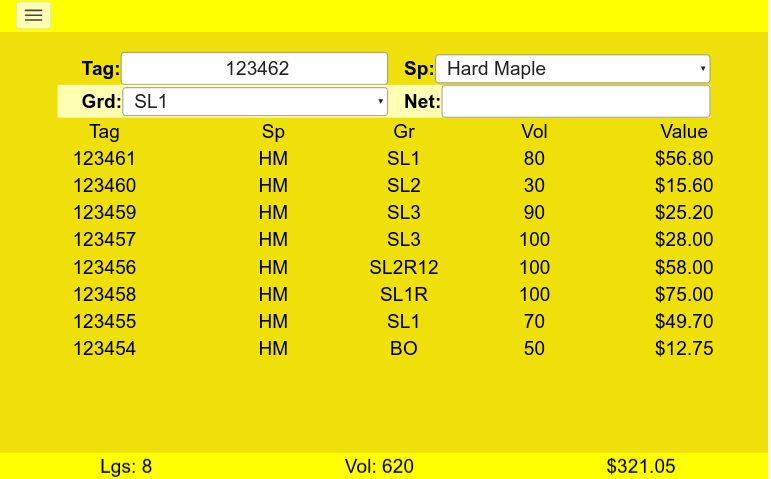 Tag: 123462 Sp: Hard Maple
Grd: SL1 Net:
Tag Sp Gr Vol Value
123461 HM SL1 80 $56.80
123460 HM SL2 30 $15.60
123459 HM SL3 90 $25.20
123457 HM SL3 100 $28.00
123456 HM SL2R12 100 $58.00
123458 HM SL1R 100 $75.00
123455 HM SL1 70 $49.70
123454 HM BO 50 $12.75
Lgs: 8 Vol: 620 $321.05